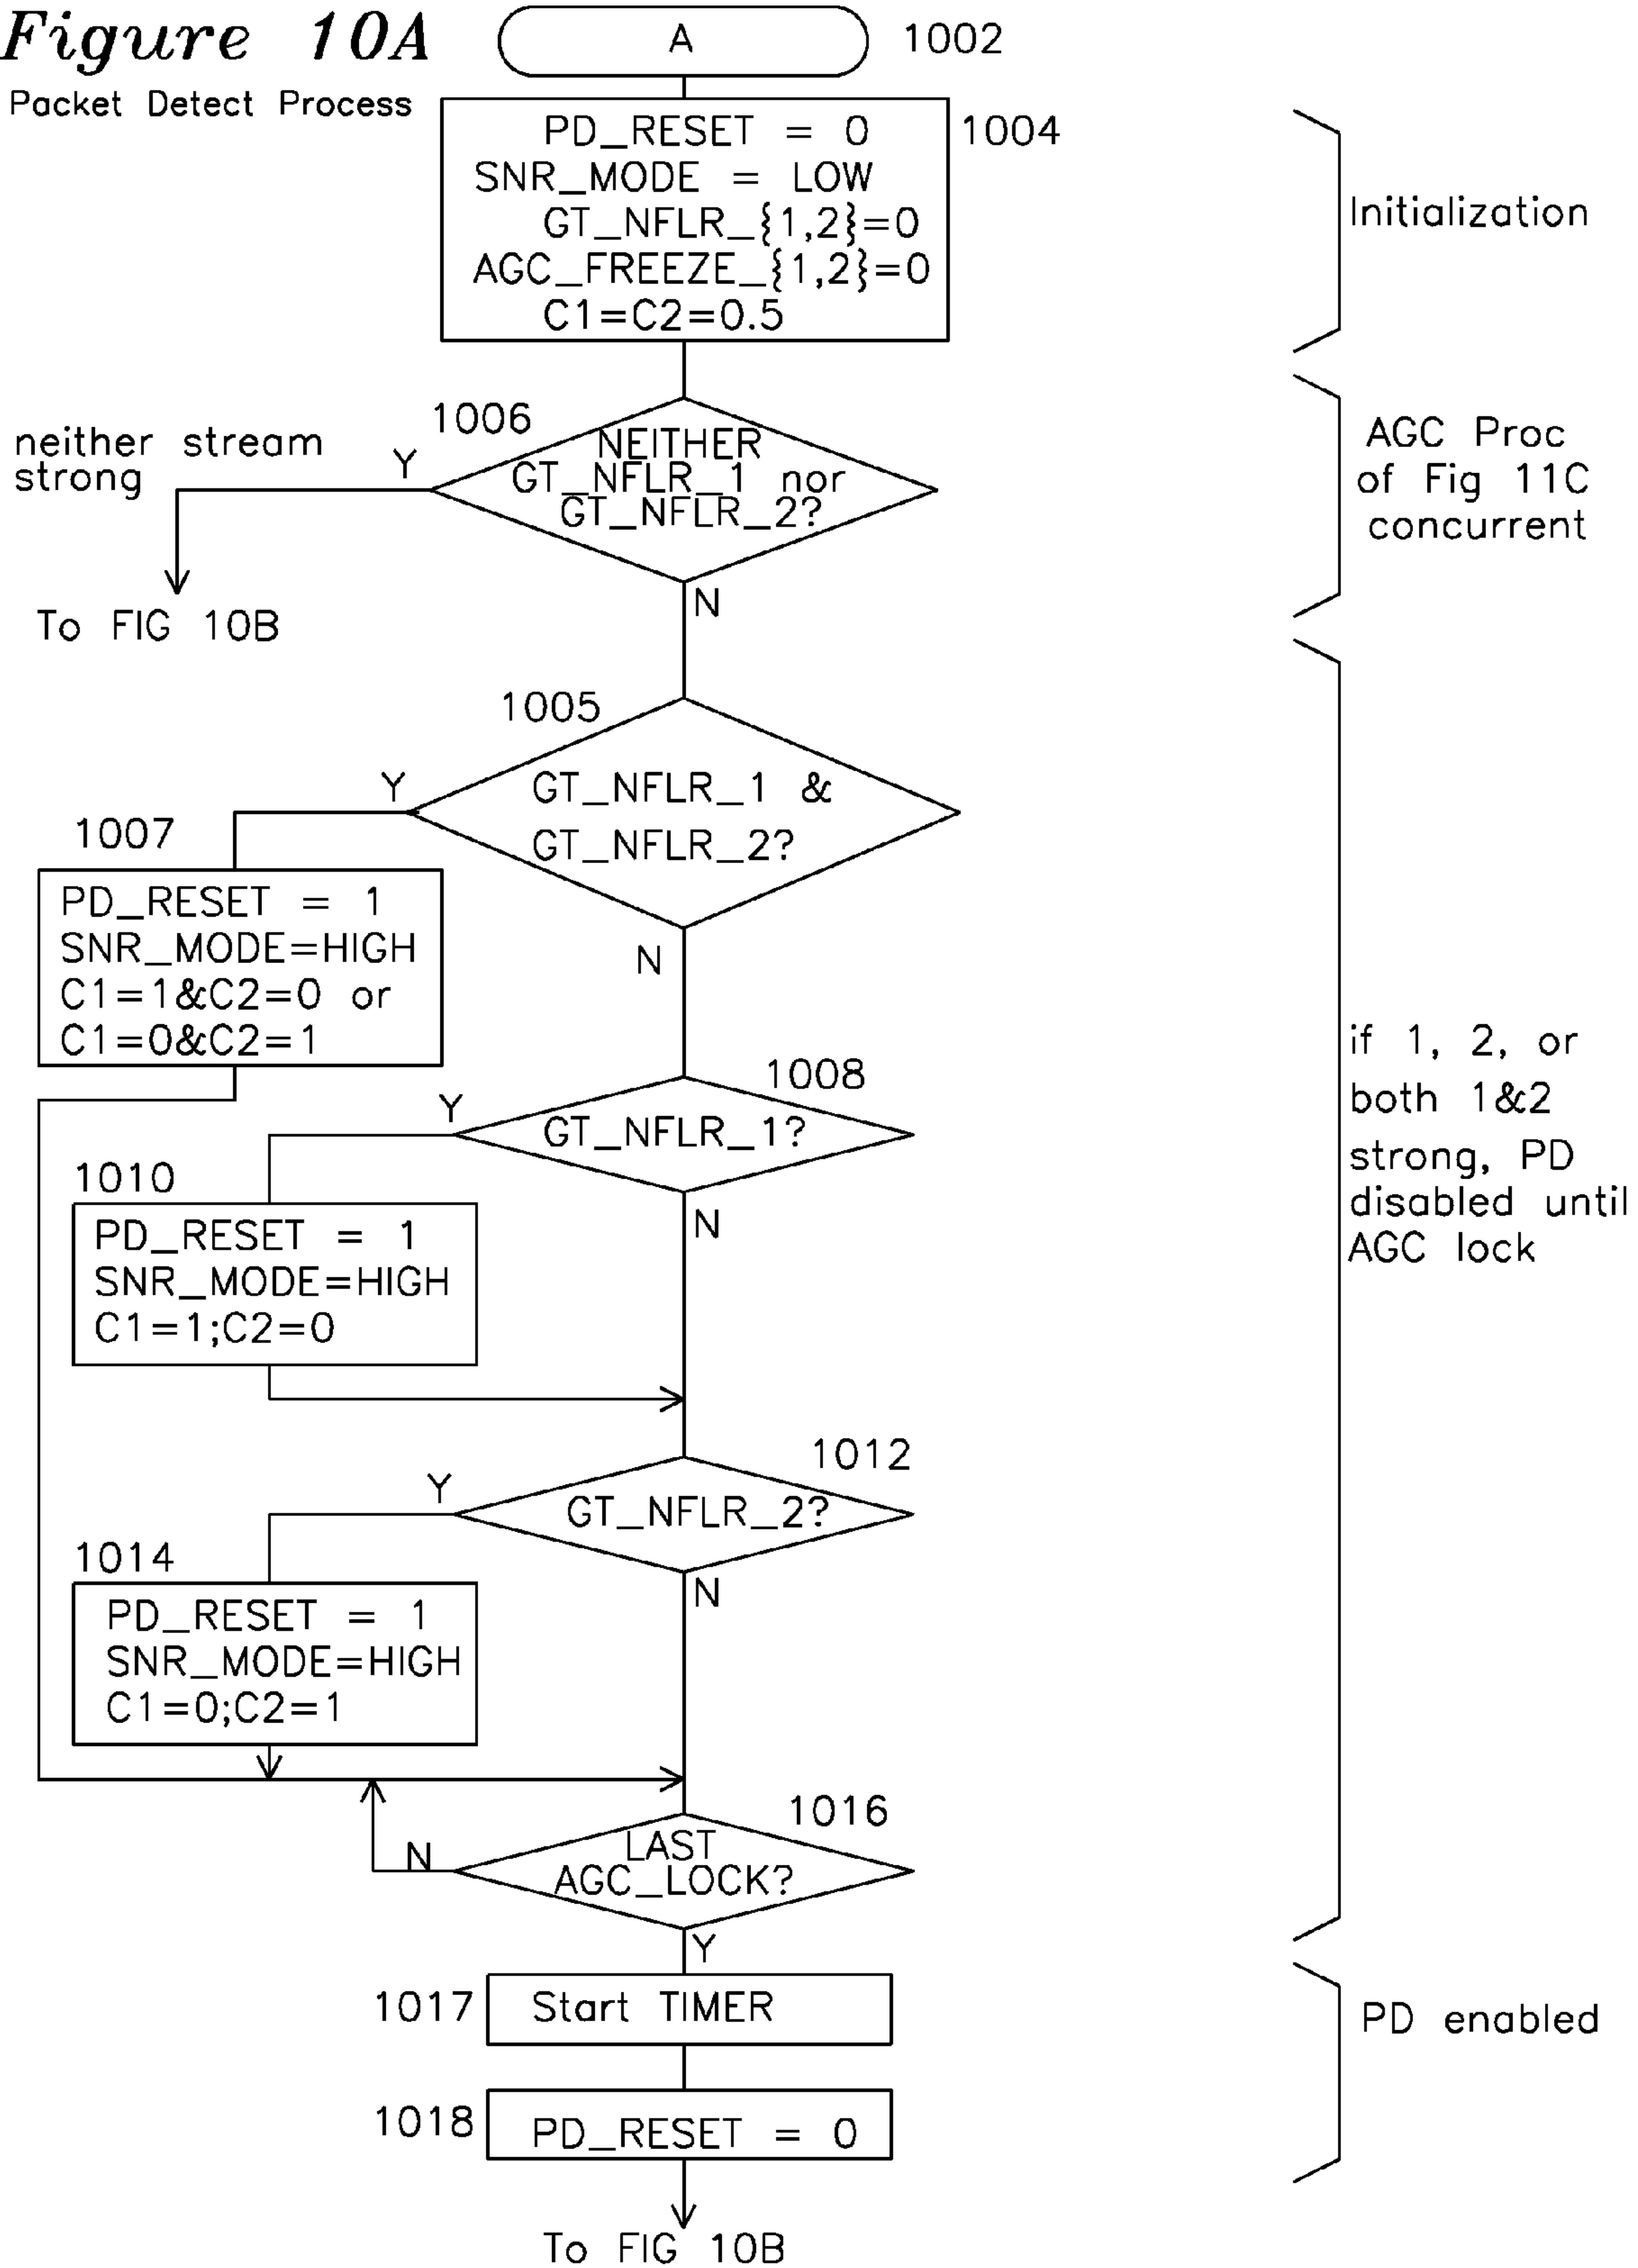 Figure 10A
Packet Detect Process
A
1002
PD_RESET = 0
SNR_MODE = LOW
GT_NFLR_{1,2}=0
AGC_FREEZE_{1,2}=0
C1=C2=0.5
1004
Initialization
1006
NEITHER
GT_NFLR_1 nor
GT_NFLR_2?
neither stream
strong
Y
To FIG 10B
N
AGC Proc
of Fig 11C
concurrent
1005
GT_NFLR_1 &
GT_NFLR_2?
Y
N
1007
PD_RESET = 1
SNR_MODE=HIGH
C1=1&C2=0 or
C1=0&C2=1
1008
GT_NFLR_1?
Y
N
1010
PD_RESET = 1
SNR_MODE=HIGH
C1=1;C2=0
if 1, 2, or
both 1&2
strong, PD
disabled until
AGC lock
1012
GT_NFLR_2?
Y
N
1014
PD_RESET = 1
SNR_MODE=HIGH
C1=0;C2=1
1016
LAST
AGC_LOCK?
N
Y
1017
Start TIMER
PD enabled
1018
PD_RESET = 0
To FIG 10B